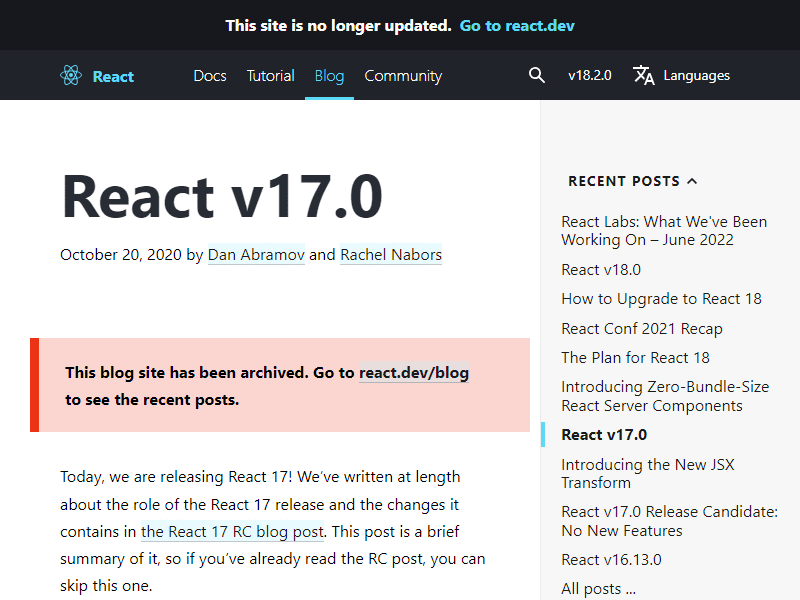 This site is no longer updated. Go to react.dev
React
Docs
Tutorial
Blog
Community
v18.2.0
Languages
React v17.0
October 20, 2020 by Dan Abramov and Rachel Nabors
This blog site has been archived. Go to react.dev/blog
to see the recent posts.
Today, we are releasing React 17! We’ve written at length
about the role of the React 17 release and the changes it
contains in the React 17 RC blog post. This post is a brief
summary of it, so if you’ve already read the RC post, you can
skip this one.
RECENT POSTS
React Labs: What We've Been
Working On – June 2022
React v18.0
How to Upgrade to React 18
React Conf 2021 Recap
The Plan for React 18
Introducing Zero-Bundle-Size
React Server Components
React v17.0
Introducing the New JSX
Transform
React v17.0 Release Candidate:
No New Features
React v16.13.0
All posts ...